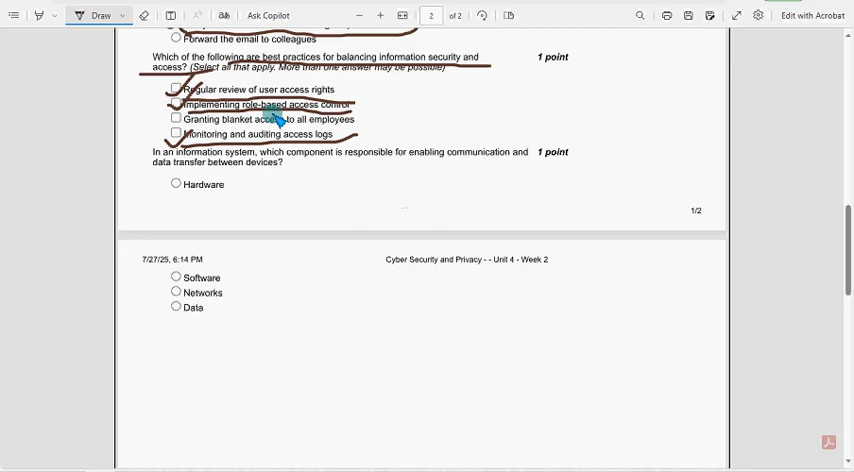 Draw
Ask Copilot
2
of 2
Edit with Acrobat
Forward the email to colleagues
Which of the following are best practices for balancing information security and
1 point
access? (Select all that apply. More than one answer may be possible)
Regular review of user access rights
Implementing role-based access control
Granting blanket access to all employees
Monitoring and auditing access logs
In an information system, which component is responsible for enabling communication and
1 point
data transfer between devices?
Hardware
1/2
7/27/25, 6:14 PM
Cyber Security and Privacy - - Unit 4 - Week 2
Software
Networks
Data